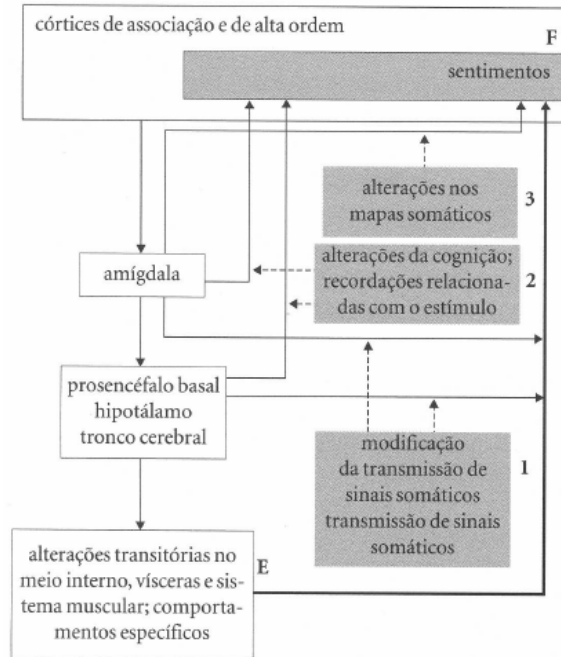 córtices de associação e de alta ordem
F
sentimentos
alterações nos
mapas somáticos
3
amígdala
alterações da cognição;
recordações relaciona-
das com o estímulo
2
prosencéfalo basal
hipotálamo
tronco cerebral
modificação
da transmissão de
sinais somáticos
transmissão de sinais
somáticos
1
alterações transitórias no
meio interno, vísceras e sis-
tema muscular; comporta-
mentos específicos
E